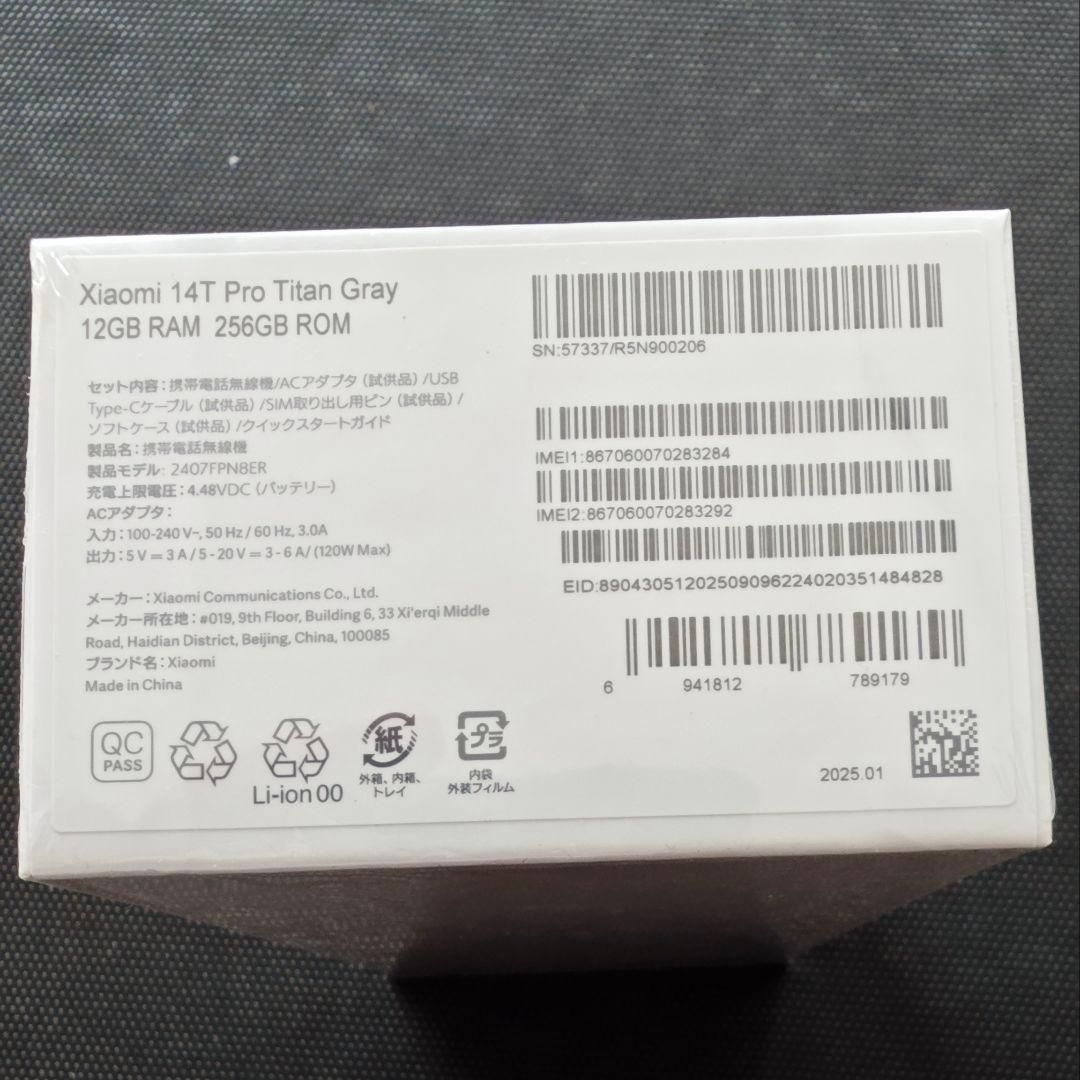 Xiaomi 14T Pro Titan Gray
12GB RAM 256GB ROM
セット内容：携帯電話無線機/ACアダプタ（試供品）/USB
Type-Cケーブル（試供品）/SIM取り出し用ピン（試供品）/
ソフトケース（試供品）/クイックスタートガイド
製品名：携帯電話無線機
製品モデル: 2407FPN8ER
充電上限電圧：4.48VDC（バッテリー）
ACアダプタ：
入力：100-240 V~, 50 Hz / 60 Hz, 3.0A
出力：5 V = 3 A / 5 - 20 V = 3 - 6 A/ (120W Max)
メーカー：Xiaomi Communications Co., Ltd.
メーカー所在地：#019, 9th Floor, Building 6, 33 Xi'erqi Middle
Road, Haidian District, Beijing, China, 100085
ブランド名：Xiaomi
Made in China
QC
PASS
Li-ion 00
紙
外箱、内箱、
トレイ
プラ
内袋
外装フィルム
SN:57337/R5N900206
IMEI1:867060070283284
IMEI2:867060070283292
EID:89043051202509096224020351484828
6 941812 789179
2025.01